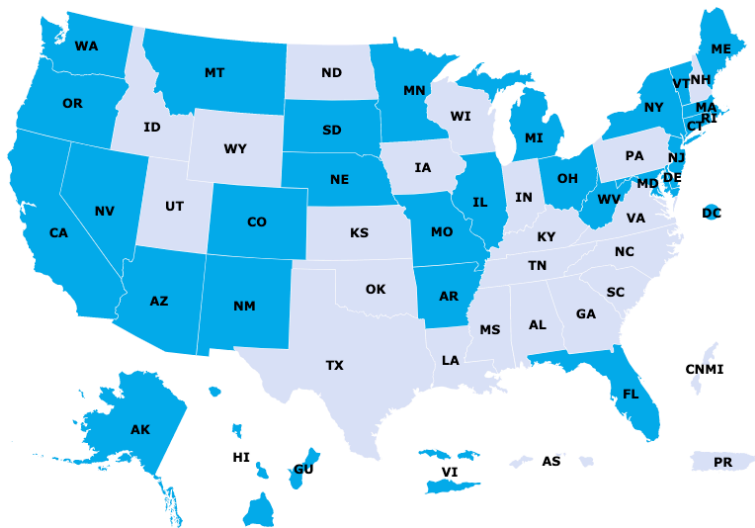 WA
MT
ND
MN
ME
VT
NH
OR
ID
SD
WI
NY
MA
RI
CT
MI
WY
NE
IA
PA
NJ
OH
DE
MD
NV
UT
CO
IL
IN
WV
DC
CA
KS
MO
KY
VA
AZ
NM
OK
AR
TN
NC
SC
TX
MS
AL
GA
LA
CNMI
FL
AK
HI
GU
VI
AS
PR